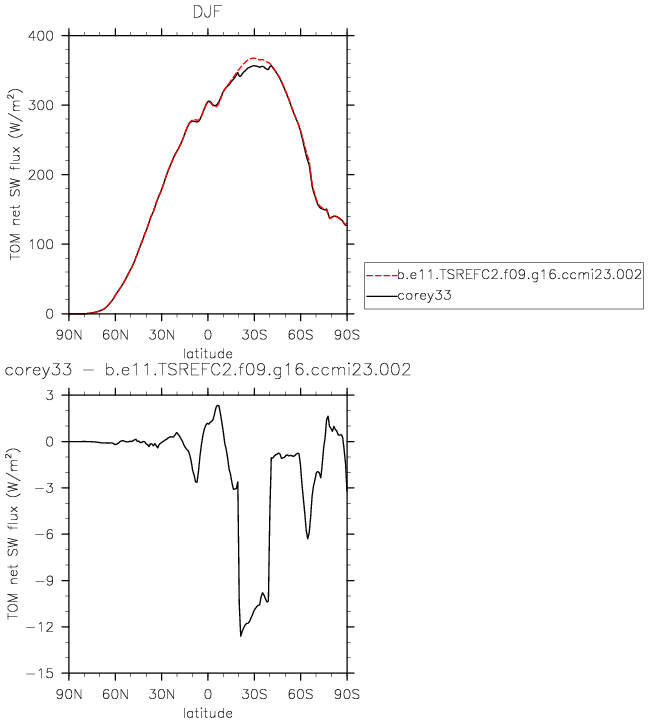 DJF
TOM net SW flux (W/m²)
400
300
200
100
0
90N 60N 30N 0 30S 60S 90S
latitude
b.e11.TSREFC2.f09.g16.ccmi23.002
corey33
corey33 − b.e11.TSREFC2.f09.g16.ccmi23.002
TOM net SW flux (W/m²)
3
0
−3
−6
−9
−12
−15
90N 60N 30N 0 30S 60S 90S
latitude